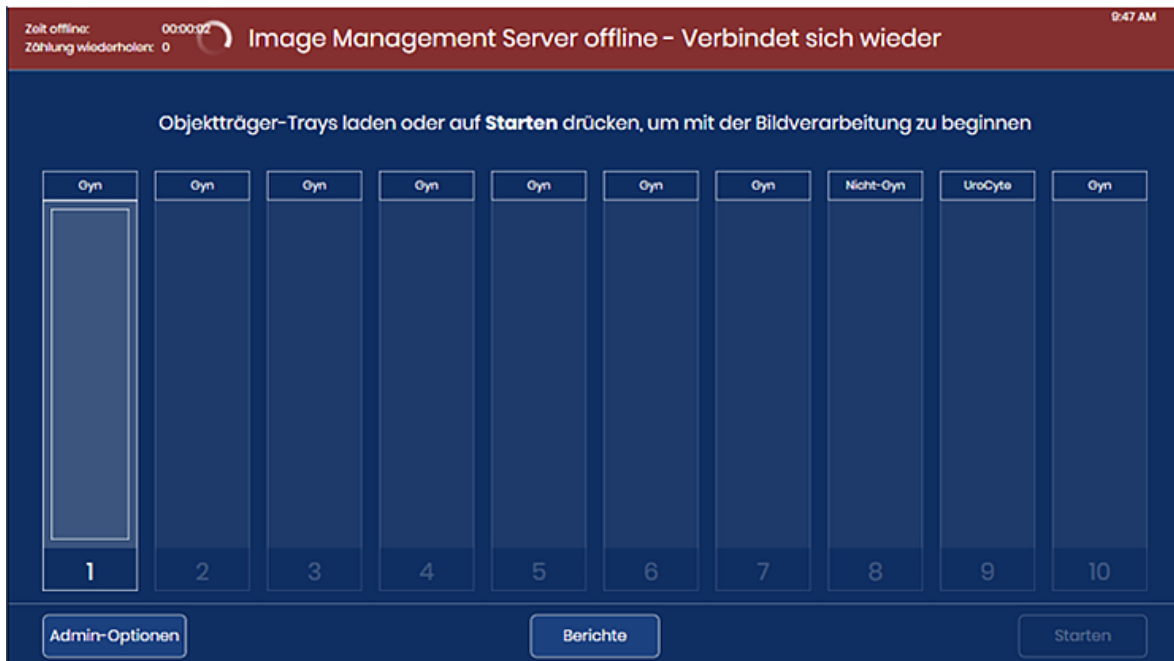 Zeit offline: 00:00:02
Zählung wiederholen: 0
Image Management Server offline - Verbindet sich wieder
9:47 AM
Objektträger-Trays laden oder auf Starten drücken, um mit der Bildverarbeitung zu beginnen
Gyn Gyn Gyn Gyn Gyn Gyn Gyn Nicht-Gyn UroCyte Gyn
1 2 3 4 5 6 7 8 9 10
Admin-Optionen Berichte Starten